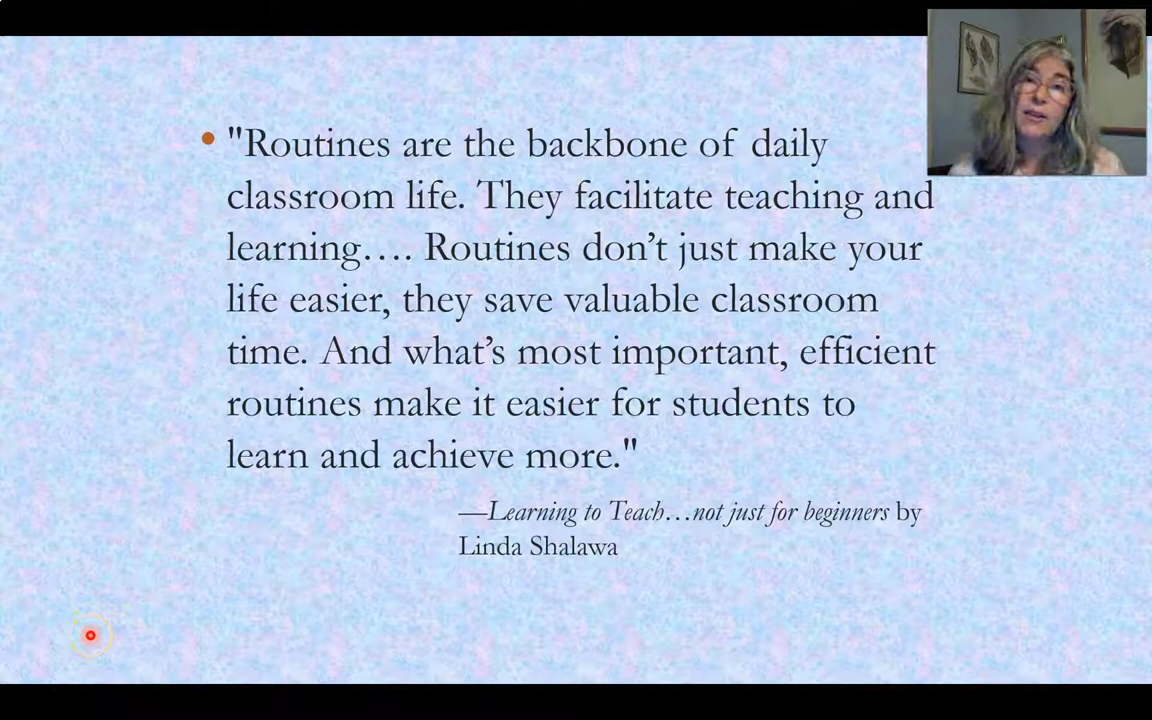 • "Routines are the backbone of daily
classroom life. They facilitate teaching and
learning…. Routines don’t just make your
life easier, they save valuable classroom
time. And what’s most important, efficient
routines make it easier for students to
learn and achieve more."
—Learning to Teach…not just for beginners by
Linda Shalawa